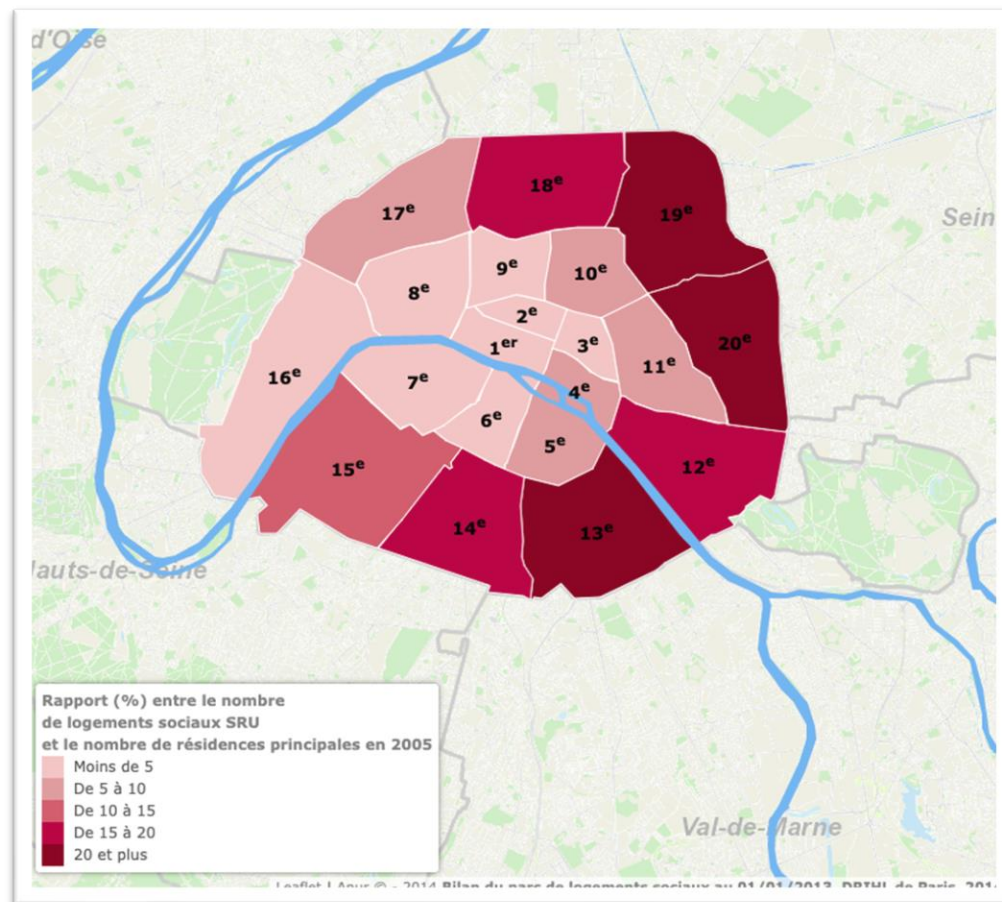 d'Oise
18e
17e
19e
Sein
9e
10e
8e
2e
1er
3e
20e
11e
16e
7e
4e
6e
5e
15e
12e
14e
13e
Hauts-de-Seine
Rapport (%) entre le nombre
de logements sociaux SRU
et le nombre de résidences principales en 2005
Moins de 5
De 5 à 10
De 10 à 15
De 15 à 20
20 et plus
Val-de-Marne
Leaflet | Apur © - 2014 Bilan du parc de logements sociaux au 01/01/2013, DRIHL de Paris, 201